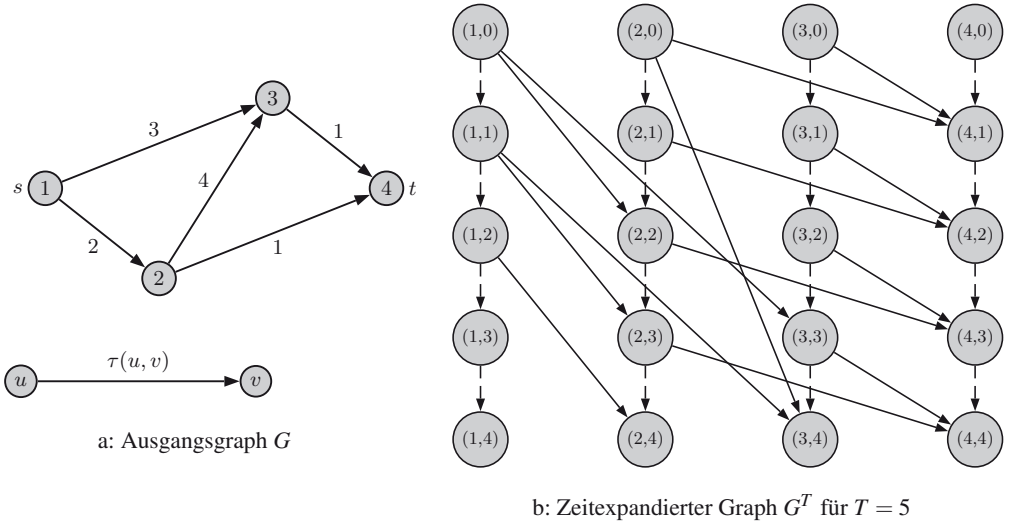 s 1
2
3
4 t
3
2
4
1
1
u
τ(u, v)
v
a: Ausgangsgraph G
(1,0) (2,0) (3,0) (4,0)
(1,1) (2,1) (3,1) (4,1)
(1,2) (2,2) (3,2) (4,2)
(1,3) (2,3) (3,3) (4,3)
(1,4) (2,4) (3,4) (4,4)
b: Zeitexpandierter Graph G^T für T = 5